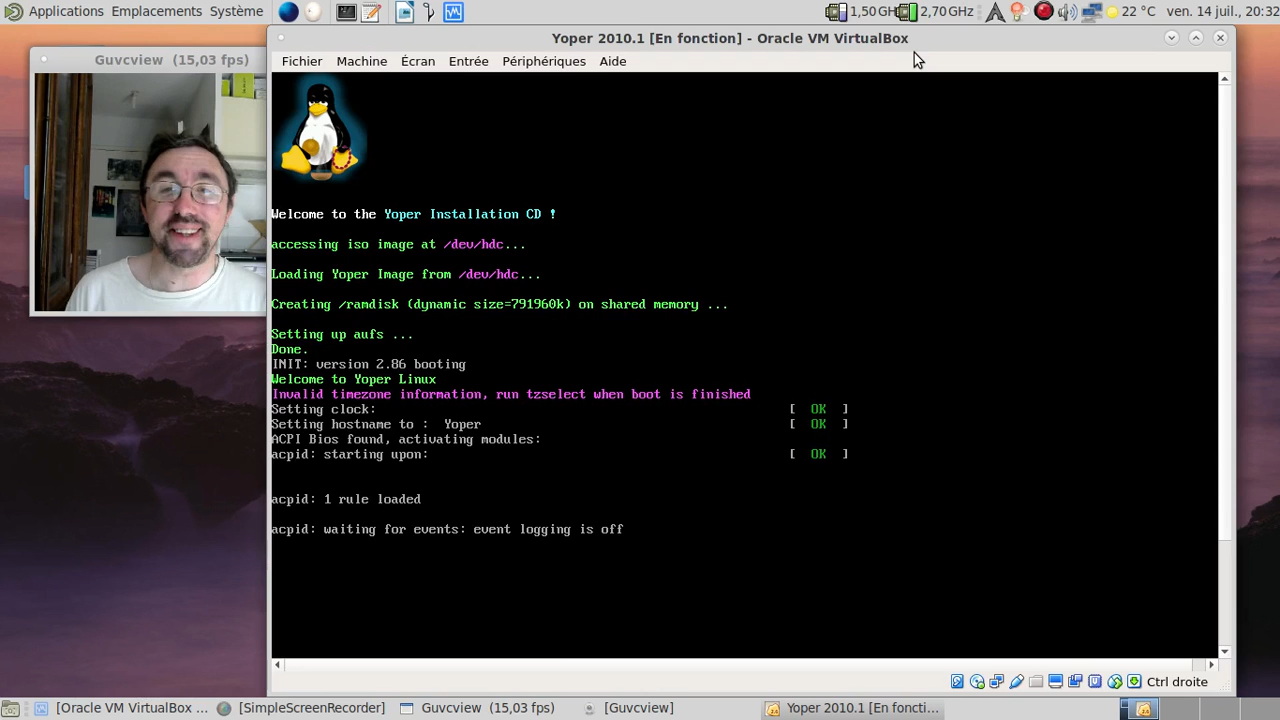 Applications Emplacements Système
1,50 GH 2,70 GHz 22 °C ven. 14 juil., 20:32
Guvcview (15,03 fps)
Yoper 2010.1 [En fonction] - Oracle VM VirtualBox
Fichier Machine Écran Entrée Périphériques Aide
Welcome to the Yoper Installation CD !
accessing iso image at /dev/hdc...
Loading Yoper Image from /dev/hdc...
Creating /ramdisk (dynamic size=791960k) on shared memory ...
Setting up aufs ...
Done.
INIT: version 2.86 booting
Welcome to Yoper Linux
Invalid timezone information, run tzselect when boot is finished
Setting clock: [ OK ]
Setting hostname to : Yoper [ OK ]
ACPI Bios found, activating modules:
acpid: starting upon: [ OK ]
acpid: 1 rule loaded
acpid: waiting for events: event logging is off
Ctrl droite
[Oracle VM VirtualBox ... [SimpleScreenRecorder] Guvcview (15,03 fps) [Guvcview] Yoper 2010.1 [En foncti...